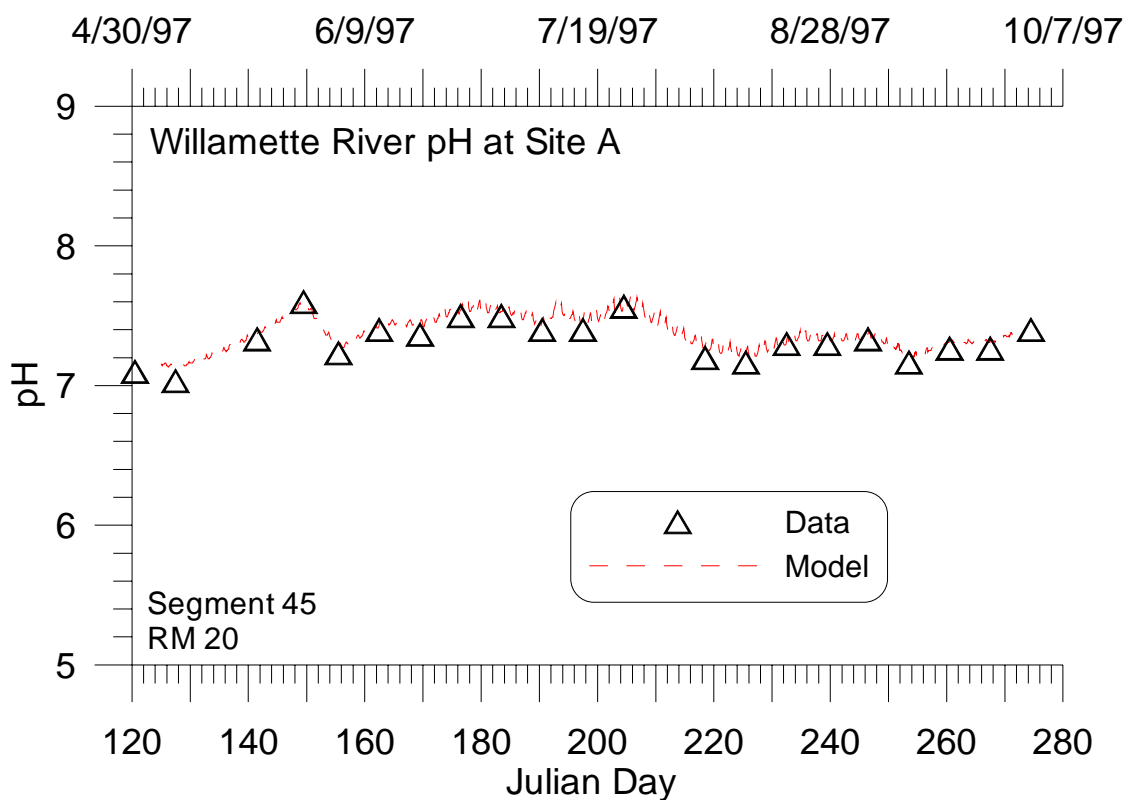 4/30/97 6/9/97 7/19/97 8/28/97 10/7/97
Willamette River pH at Site A
9
8
7
6
5
pH
Data
Model
Segment 45
RM 20
120 140 160 180 200 220 240 260 280
Julian Day